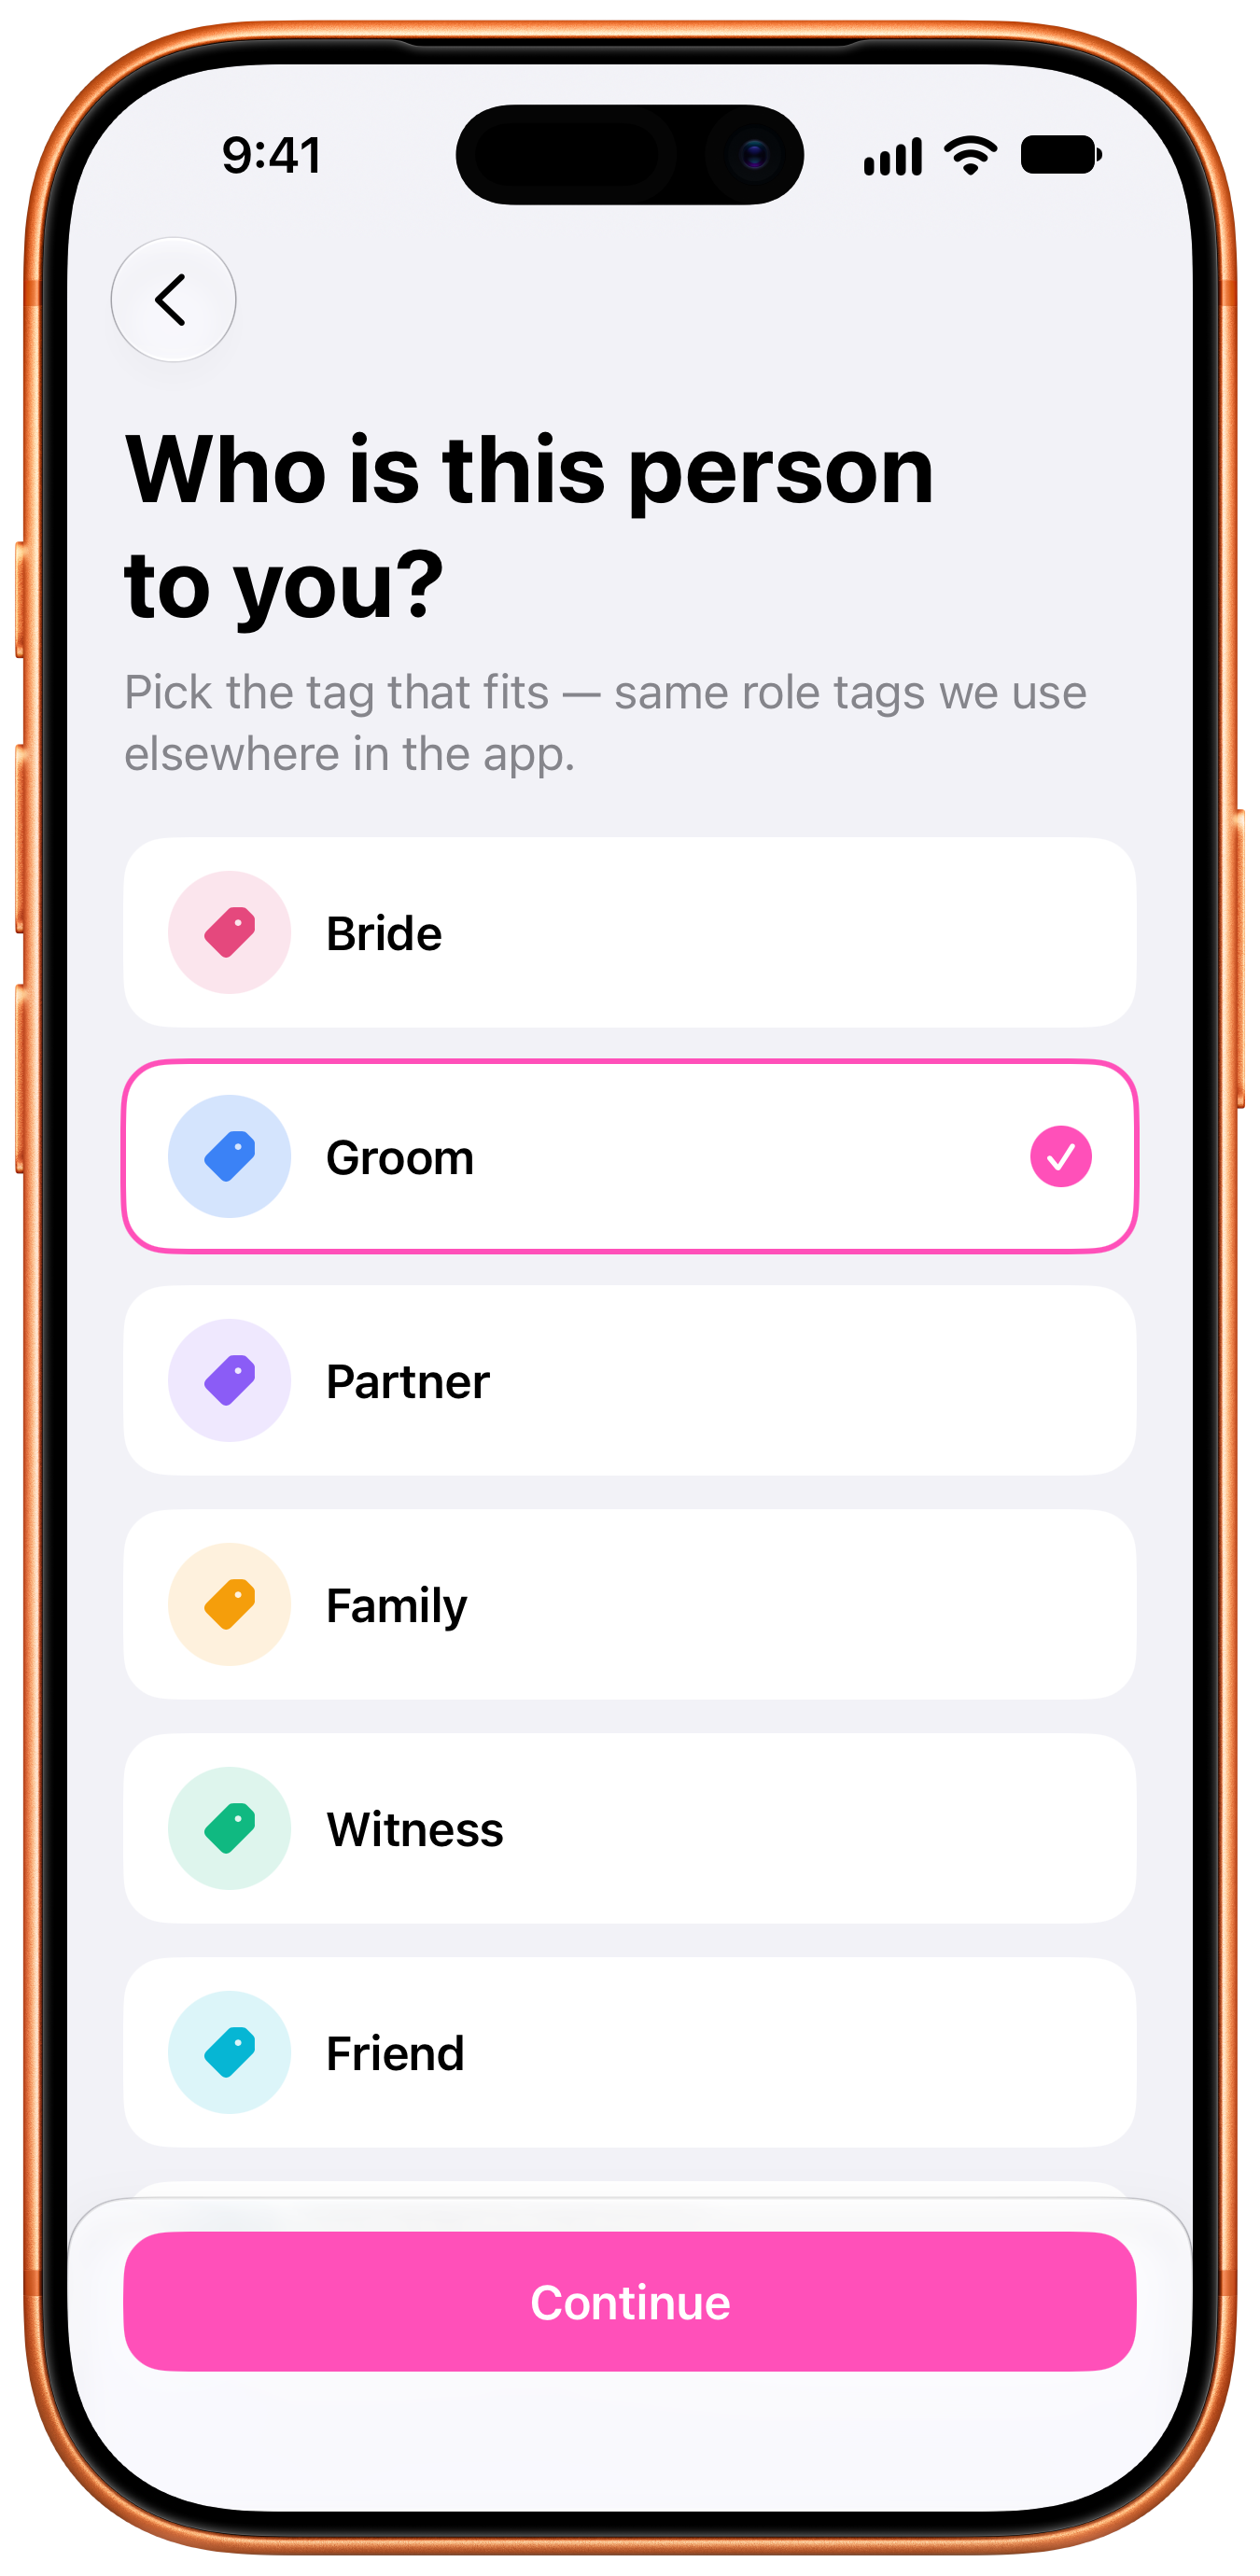 9:41
Who is this person
to you?
Pick the tag that fits — same role tags we use
elsewhere in the app.
Bride
Groom
Partner
Family
Witness
Friend
Continue